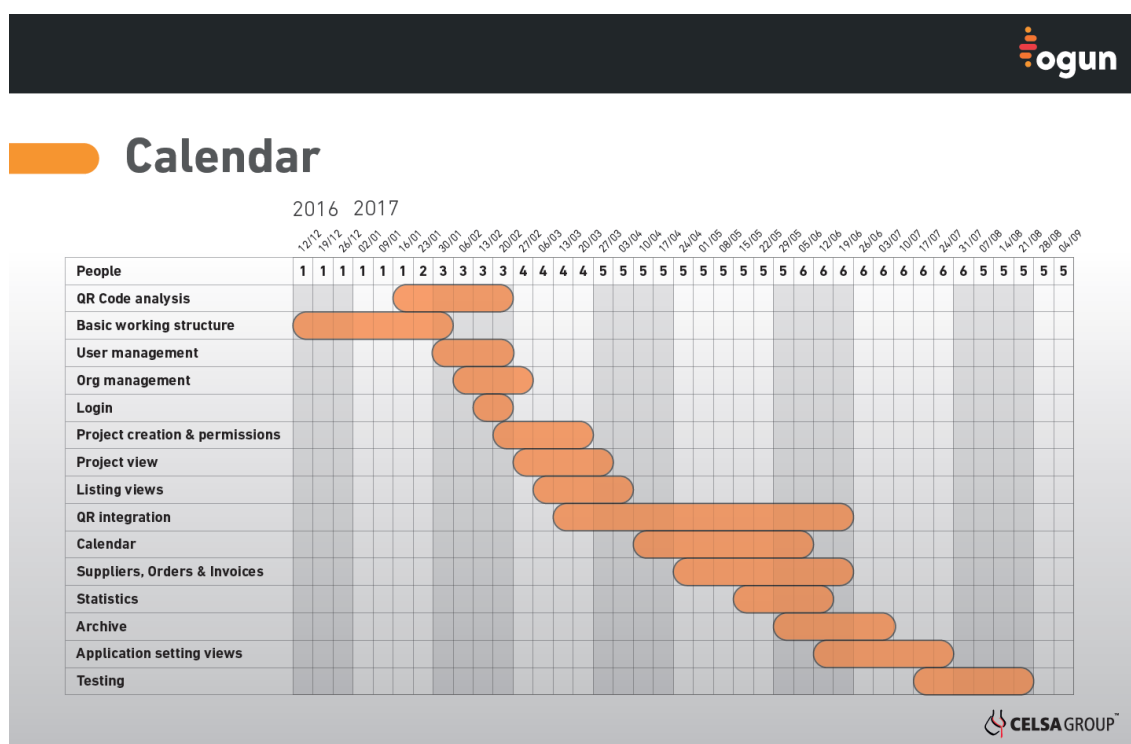 ogun
Calendar
2016 2017
12/12 19/12 26/12 02/01 09/01 16/01 23/01 30/01 06/02 13/02 20/02 27/02 06/03 13/03 20/03 27/03 03/04 10/04 17/04 24/04 01/05 08/05 15/05 22/05 29/05 05/06 12/06 19/06 26/06 03/07 10/07 17/07 24/07 31/07 07/08 14/08 21/08 28/08 04/09
People 1 1 1 1 1 1 2 3 3 3 3 4 4 4 4 5 5 5 5 5 5 5 5 5 5 6 6 6 6 6 6 6 6 6 5 5 5 5 5
QR Code analysis
Basic working structure
User management
Org management
Login
Project creation & permissions
Project view
Listing views
QR integration
Calendar
Suppliers, Orders & Invoices
Statistics
Archive
Application setting views
Testing
CELSA GROUP™